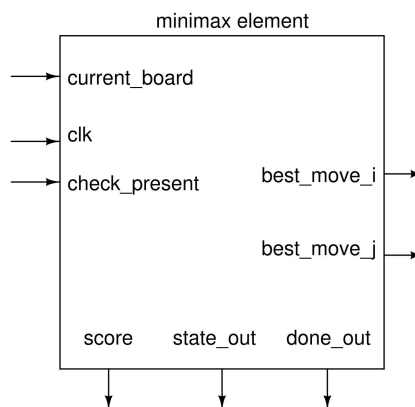 minimax element
current_board
clk
check_present
best_move_i
best_move_j
score state_out done_out